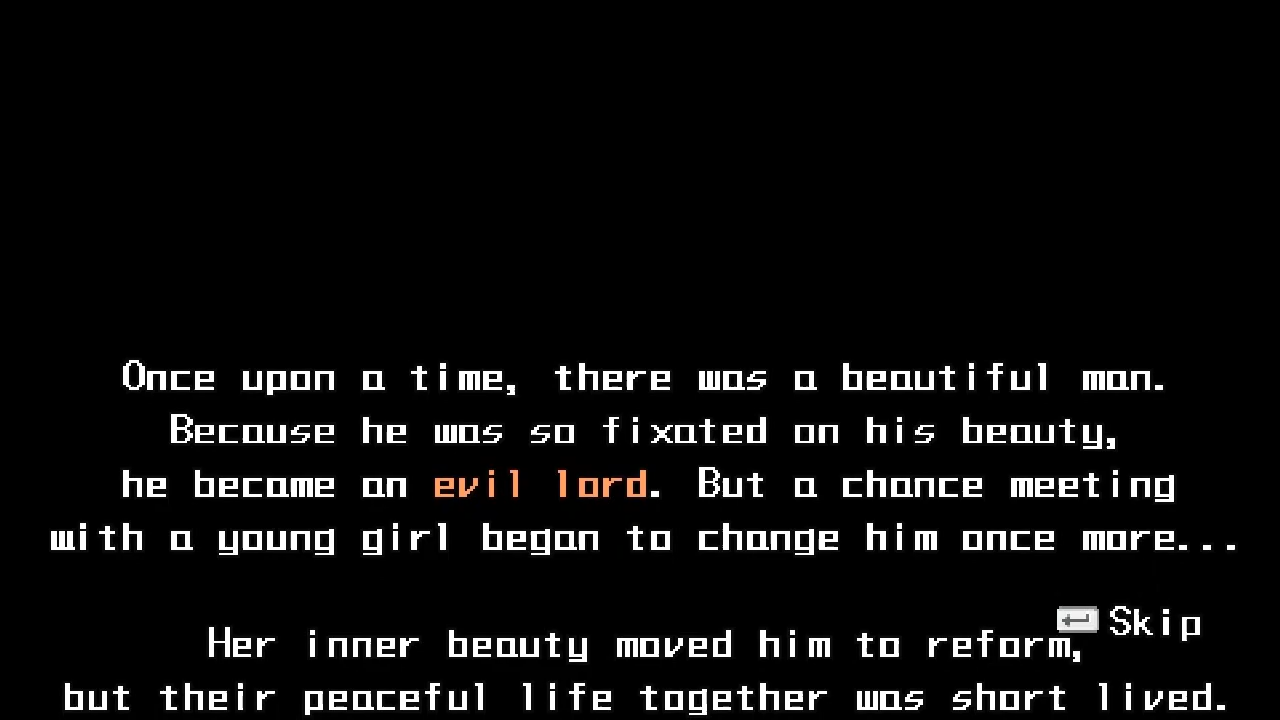 Once upon a time, there was a beautiful man.
Because he was so fixated on his beauty,
he became an evil lord. But a chance meeting
with a young girl began to change him once more...
Skip
Her inner beauty moved him to reform,
but their peaceful life together was short lived.